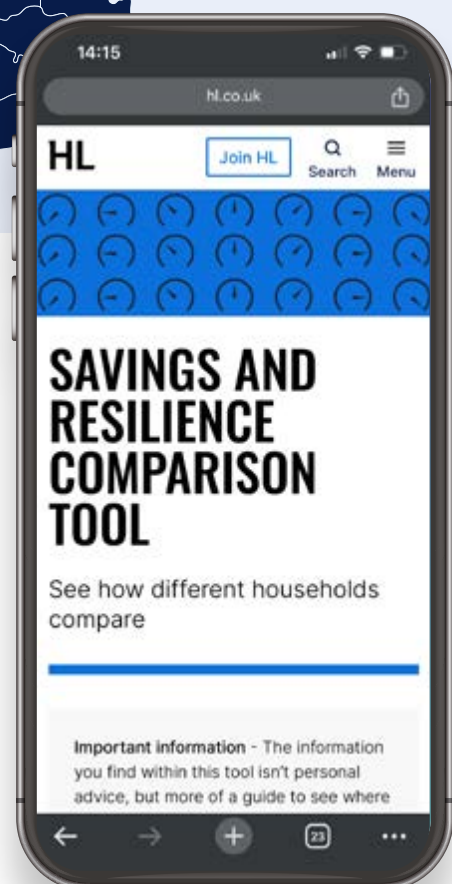 14:15
hl.co.uk
HL
Join HL
Search
Menu
SAVINGS AND
RESILIENCE
COMPARISON
TOOL
See how different households
compare
Important information - The information
you find within this tool isn't personal
advice, but more of a guide to see where
23